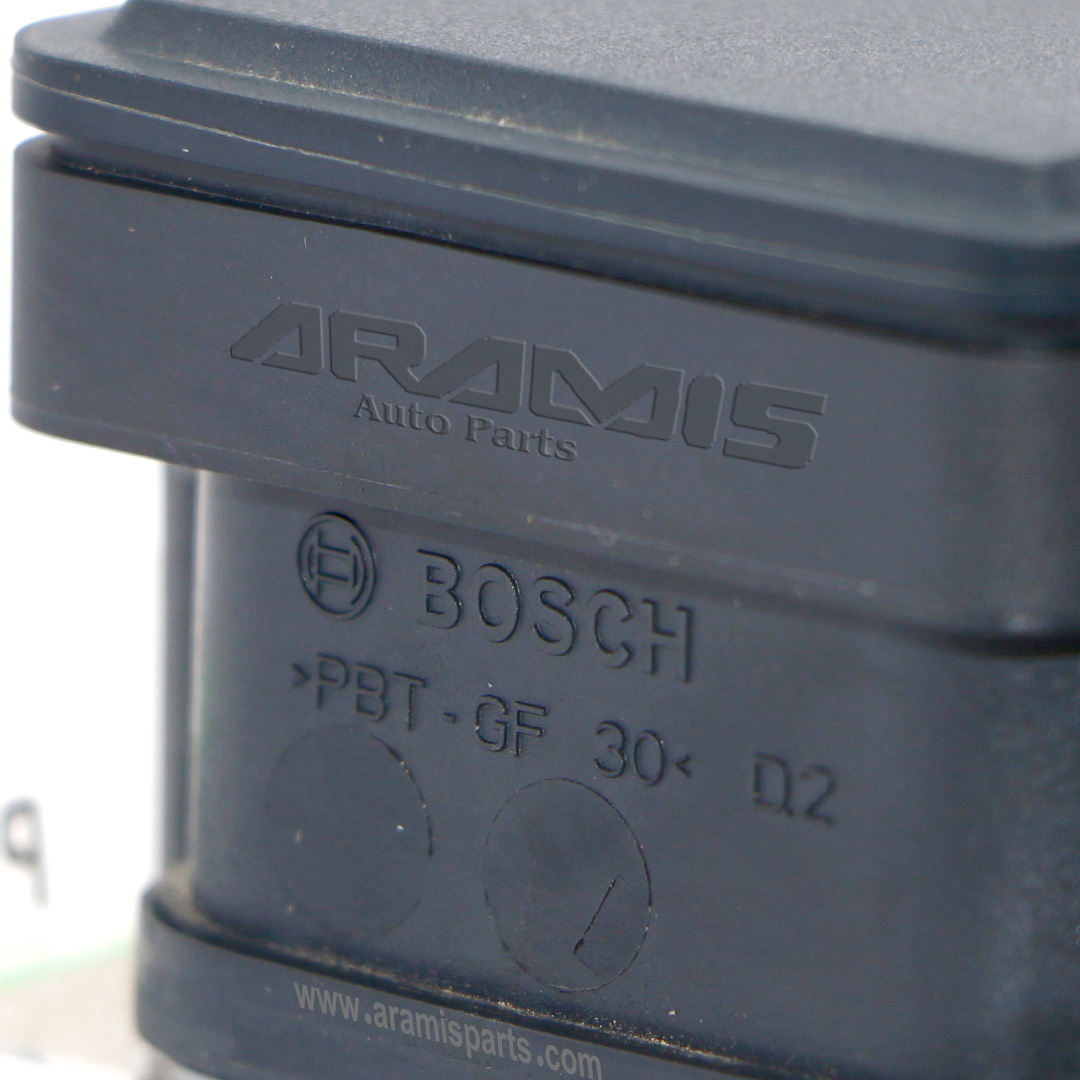 ARAMIS
Auto Parts
BOSCH
>PBT-GF 30< D2
www.aramisparts.com